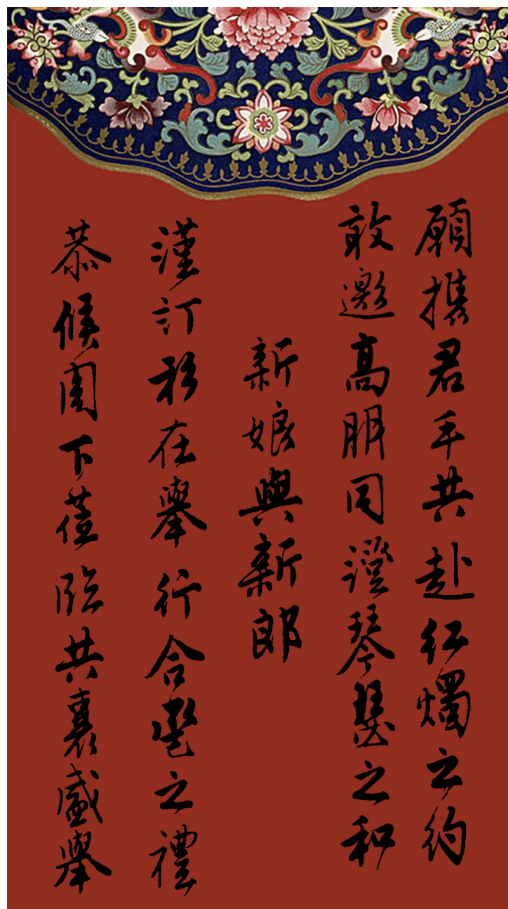 願攜君手共赴紅燭之約
敢邀高朋同證琴瑟之和
新娘與新郎
謹訂於在舉行合卺之禮
恭候閣下蒞臨共襄盛舉